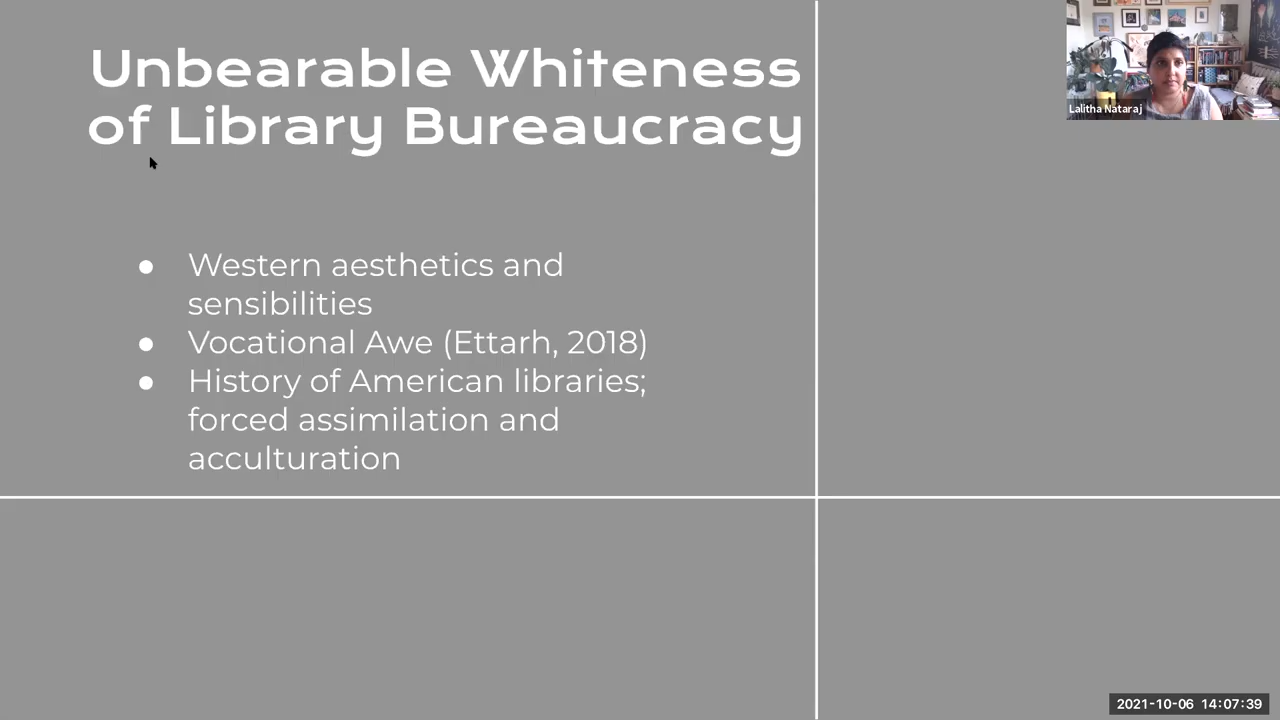 Unbearable Whiteness
of Library Bureaucracy
Lalitha Nataraj
● Western aesthetics and
sensibilities
● Vocational Awe (Ettarh, 2018)
● History of American libraries;
forced assimilation and
acculturation
2021-10-06 14:07:39